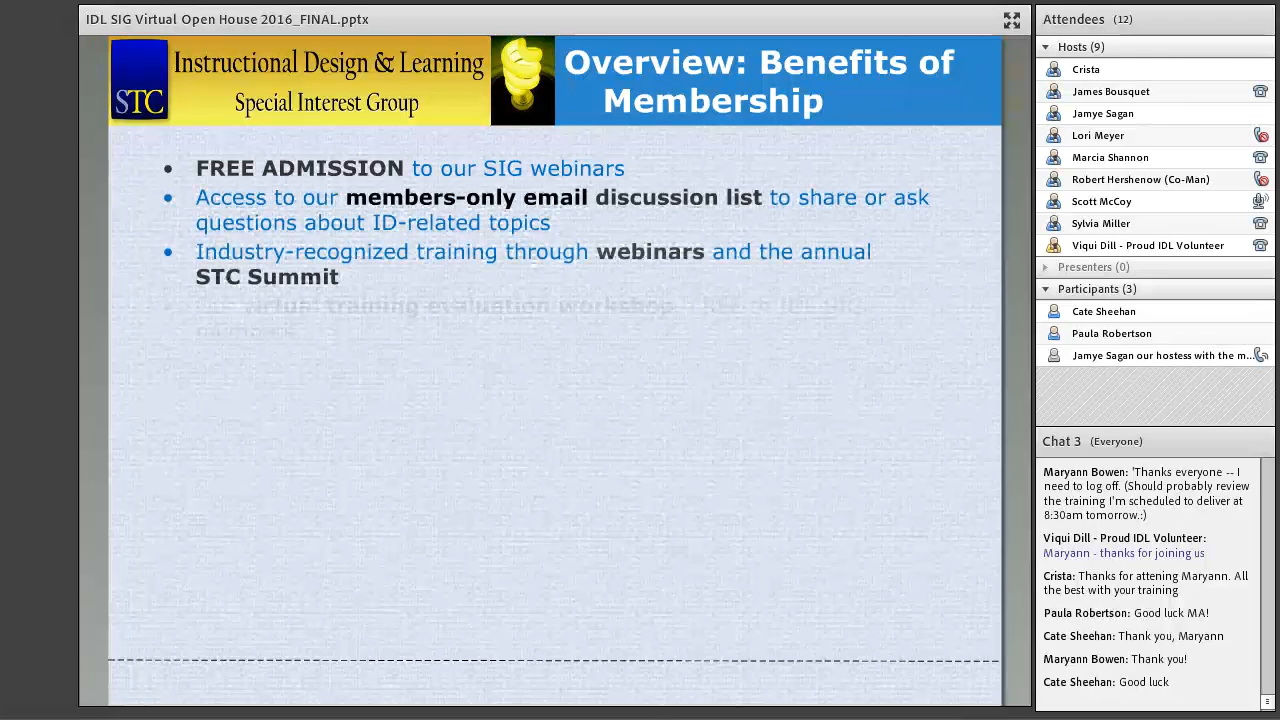 IDL SIG Virtual Open House 2016_FINAL.pptx
Instructional Design & Learning
Special Interest Group
STC
Overview: Benefits of
Membership
• FREE ADMISSION to our SIG webinars
• Access to our members-only email discussion list to share or ask
questions about ID-related topics
• Industry-recognized training through webinars and the annual
STC Summit
virtual training evaluation workshop
Attendees (12)
Hosts (9)
Crista
James Bousquet
Jamye Sagan
Lori Meyer
Marcia Shannon
Robert Hershenow (Co-Man)
Scott McCoy
Sylvia Miller
Viqui Dill - Proud IDL Volunteer
Presenters (0)
Participants (3)
Cate Sheehan
Paula Robertson
Jamye Sagan our hostess with the m...
Chat 3 (Everyone)
Maryann Bowen: 'Thanks everyone -- I
need to log off. (Should probably review
the training I'm scheduled to deliver at
8:30am tomorrow.:)
Viqui Dill - Proud IDL Volunteer:
Maryann - thanks for joining us
Crista: Thanks for attening Maryann. All
the best with your training
Paula Robertson: Good luck MA!
Cate Sheehan: Thank you, Maryann
Maryann Bowen: Thank you!
Cate Sheehan: Good luck